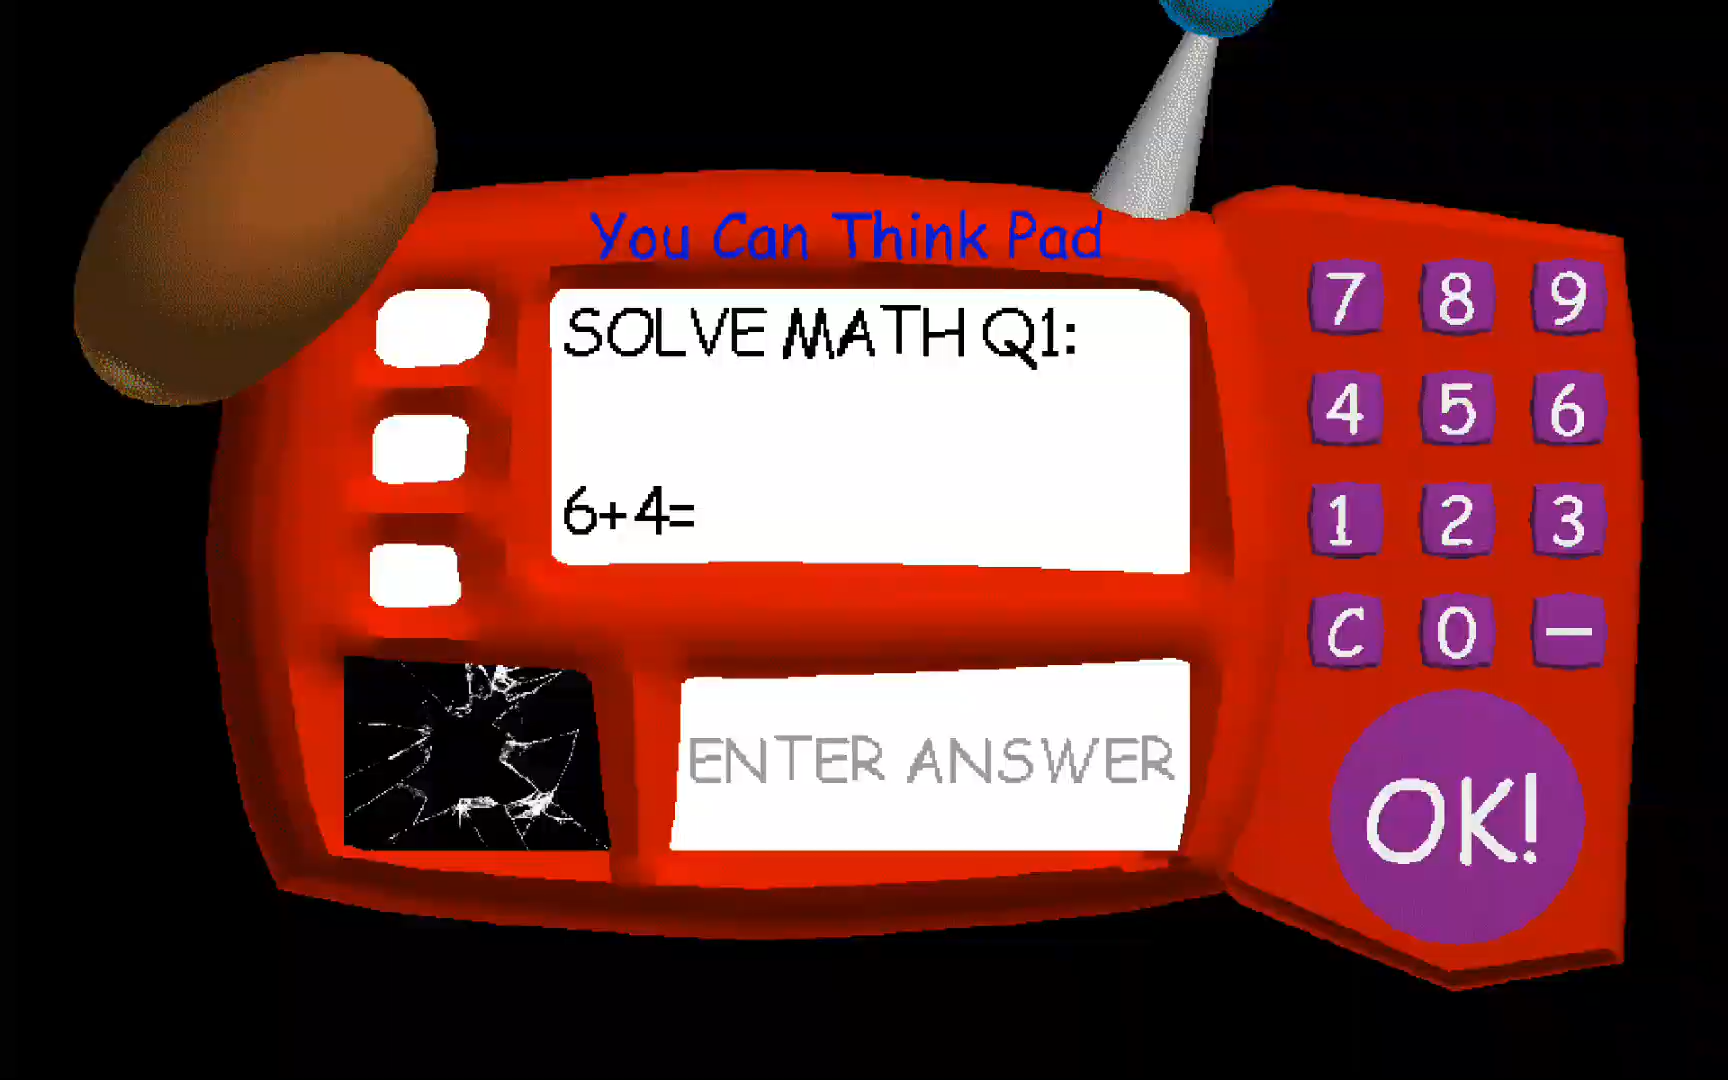 You Can Think Pad
SOLVE MATH Q1:
6+4=
ENTER ANSWER
7 8 9
4 5 6
1 2 3
C 0 −
OK!